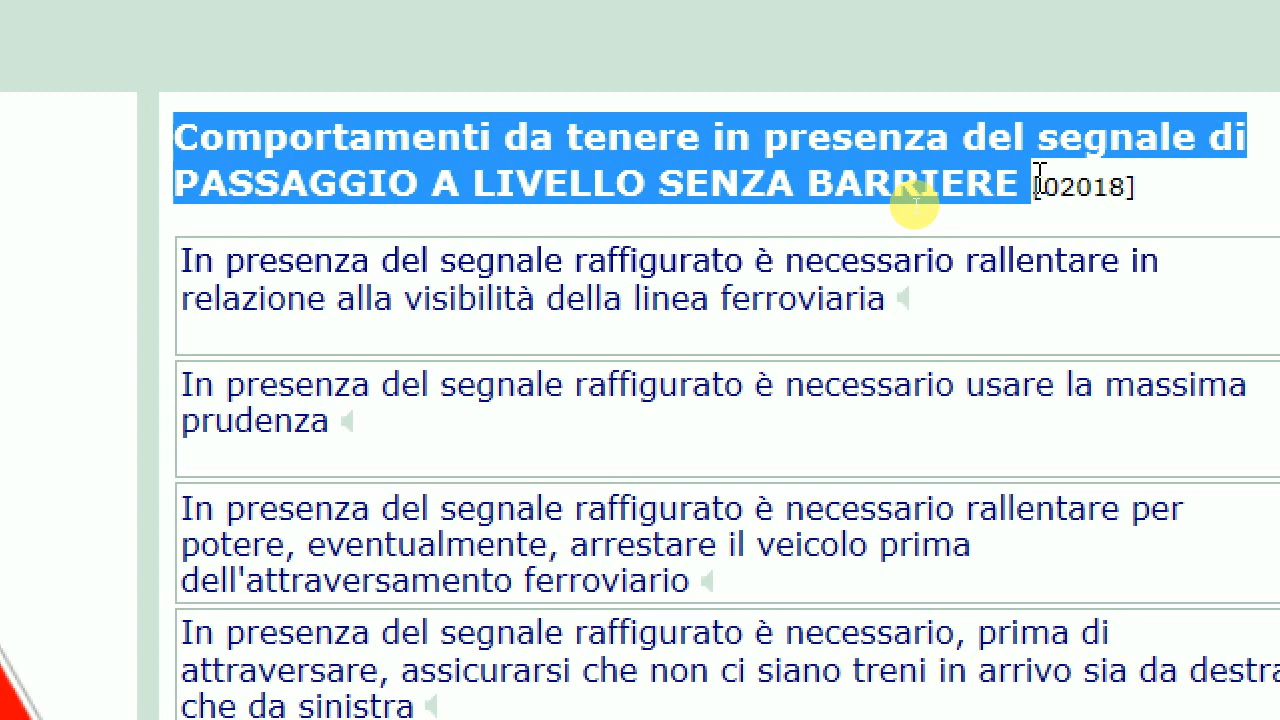 Comportamenti da tenere in presenza del segnale di
PASSAGGIO A LIVELLO SENZA BARRIERE [02018]
In presenza del segnale raffigurato è necessario rallentare in
relazione alla visibilità della linea ferroviaria
In presenza del segnale raffigurato è necessario usare la massima
prudenza
In presenza del segnale raffigurato è necessario rallentare per
potere, eventualmente, arrestare il veicolo prima
dell'attraversamento ferroviario
In presenza del segnale raffigurato è necessario, prima di
attraversare, assicurarsi che non ci siano treni in arrivo sia da destra
che da sinistra